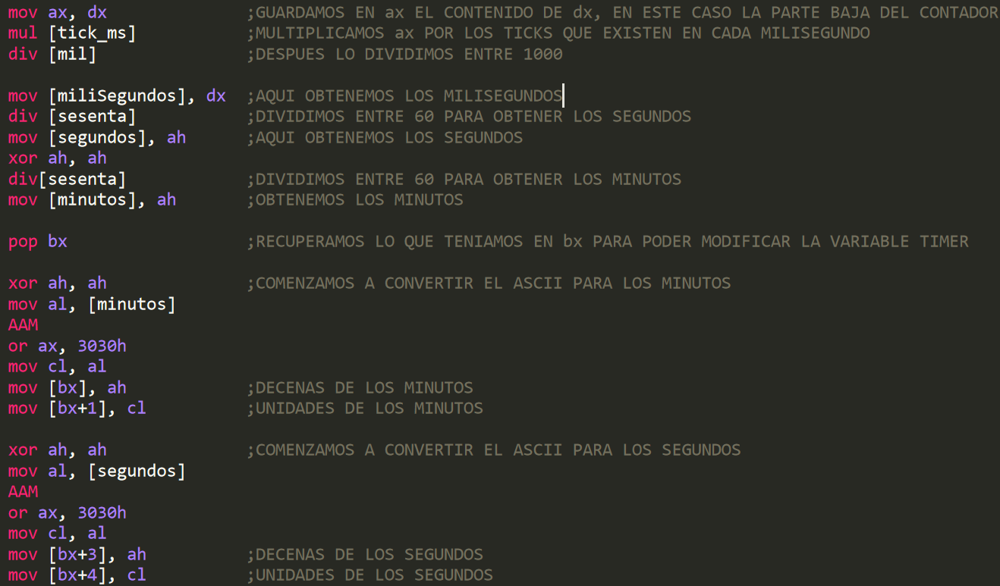 mov ax, dx ;GUARDAMOS EN ax EL CONTENIDO DE dx, EN ESTE CASO LA PARTE BAJA DEL CONTADOR
mul [tick_ms] ;MULTIPLICAMOS ax POR LOS TICKS QUE EXISTEN EN CADA MILISEGUNDO
div [mil] ;DESPUES LO DIVIDIMOS ENTRE 1000
mov [miliSegundos], dx ;AQUI OBTENEMOS LOS MILISEGUNDOS
div [sesenta] ;DIVIDIMOS ENTRE 60 PARA OBTENER LOS SEGUNDOS
mov [segundos], ah ;AQUI OBTENEMOS LOS SEGUNDOS
xor ah, ah
div[sesenta] ;DIVIDIMOS ENTRE 60 PARA OBTENER LOS MINUTOS
mov [minutos], ah ;OBTENEMOS LOS MINUTOS
pop bx ;RECUPERAMOS LO QUE TENIAMOS EN bx PARA PODER MODIFICAR LA VARIABLE TIMER
xor ah, ah ;COMENZAMOS A CONVERTIR EL ASCII PARA LOS MINUTOS
mov al, [minutos]
AAM
or ax, 3030h
mov cl, al
mov [bx], ah ;DECENAS DE LOS MINUTOS
mov [bx+1], cl ;UNIDADES DE LOS MINUTOS
xor ah, ah ;COMENZAMOS A CONVERTIR EL ASCII PARA LOS SEGUNDOS
mov al, [segundos]
AAM
or ax, 3030h
mov cl, al
mov [bx+3], ah ;DECENAS DE LOS SEGUNDOS
mov [bx+4], cl ;UNIDADES DE LOS SEGUNDOS